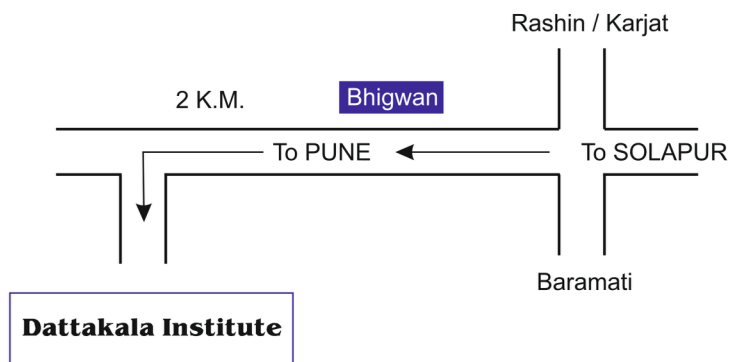 Rashin / Karjat
2 K.M.
Bhigwan
To PUNE
To SOLAPUR
Baramati
Dattakala Institute